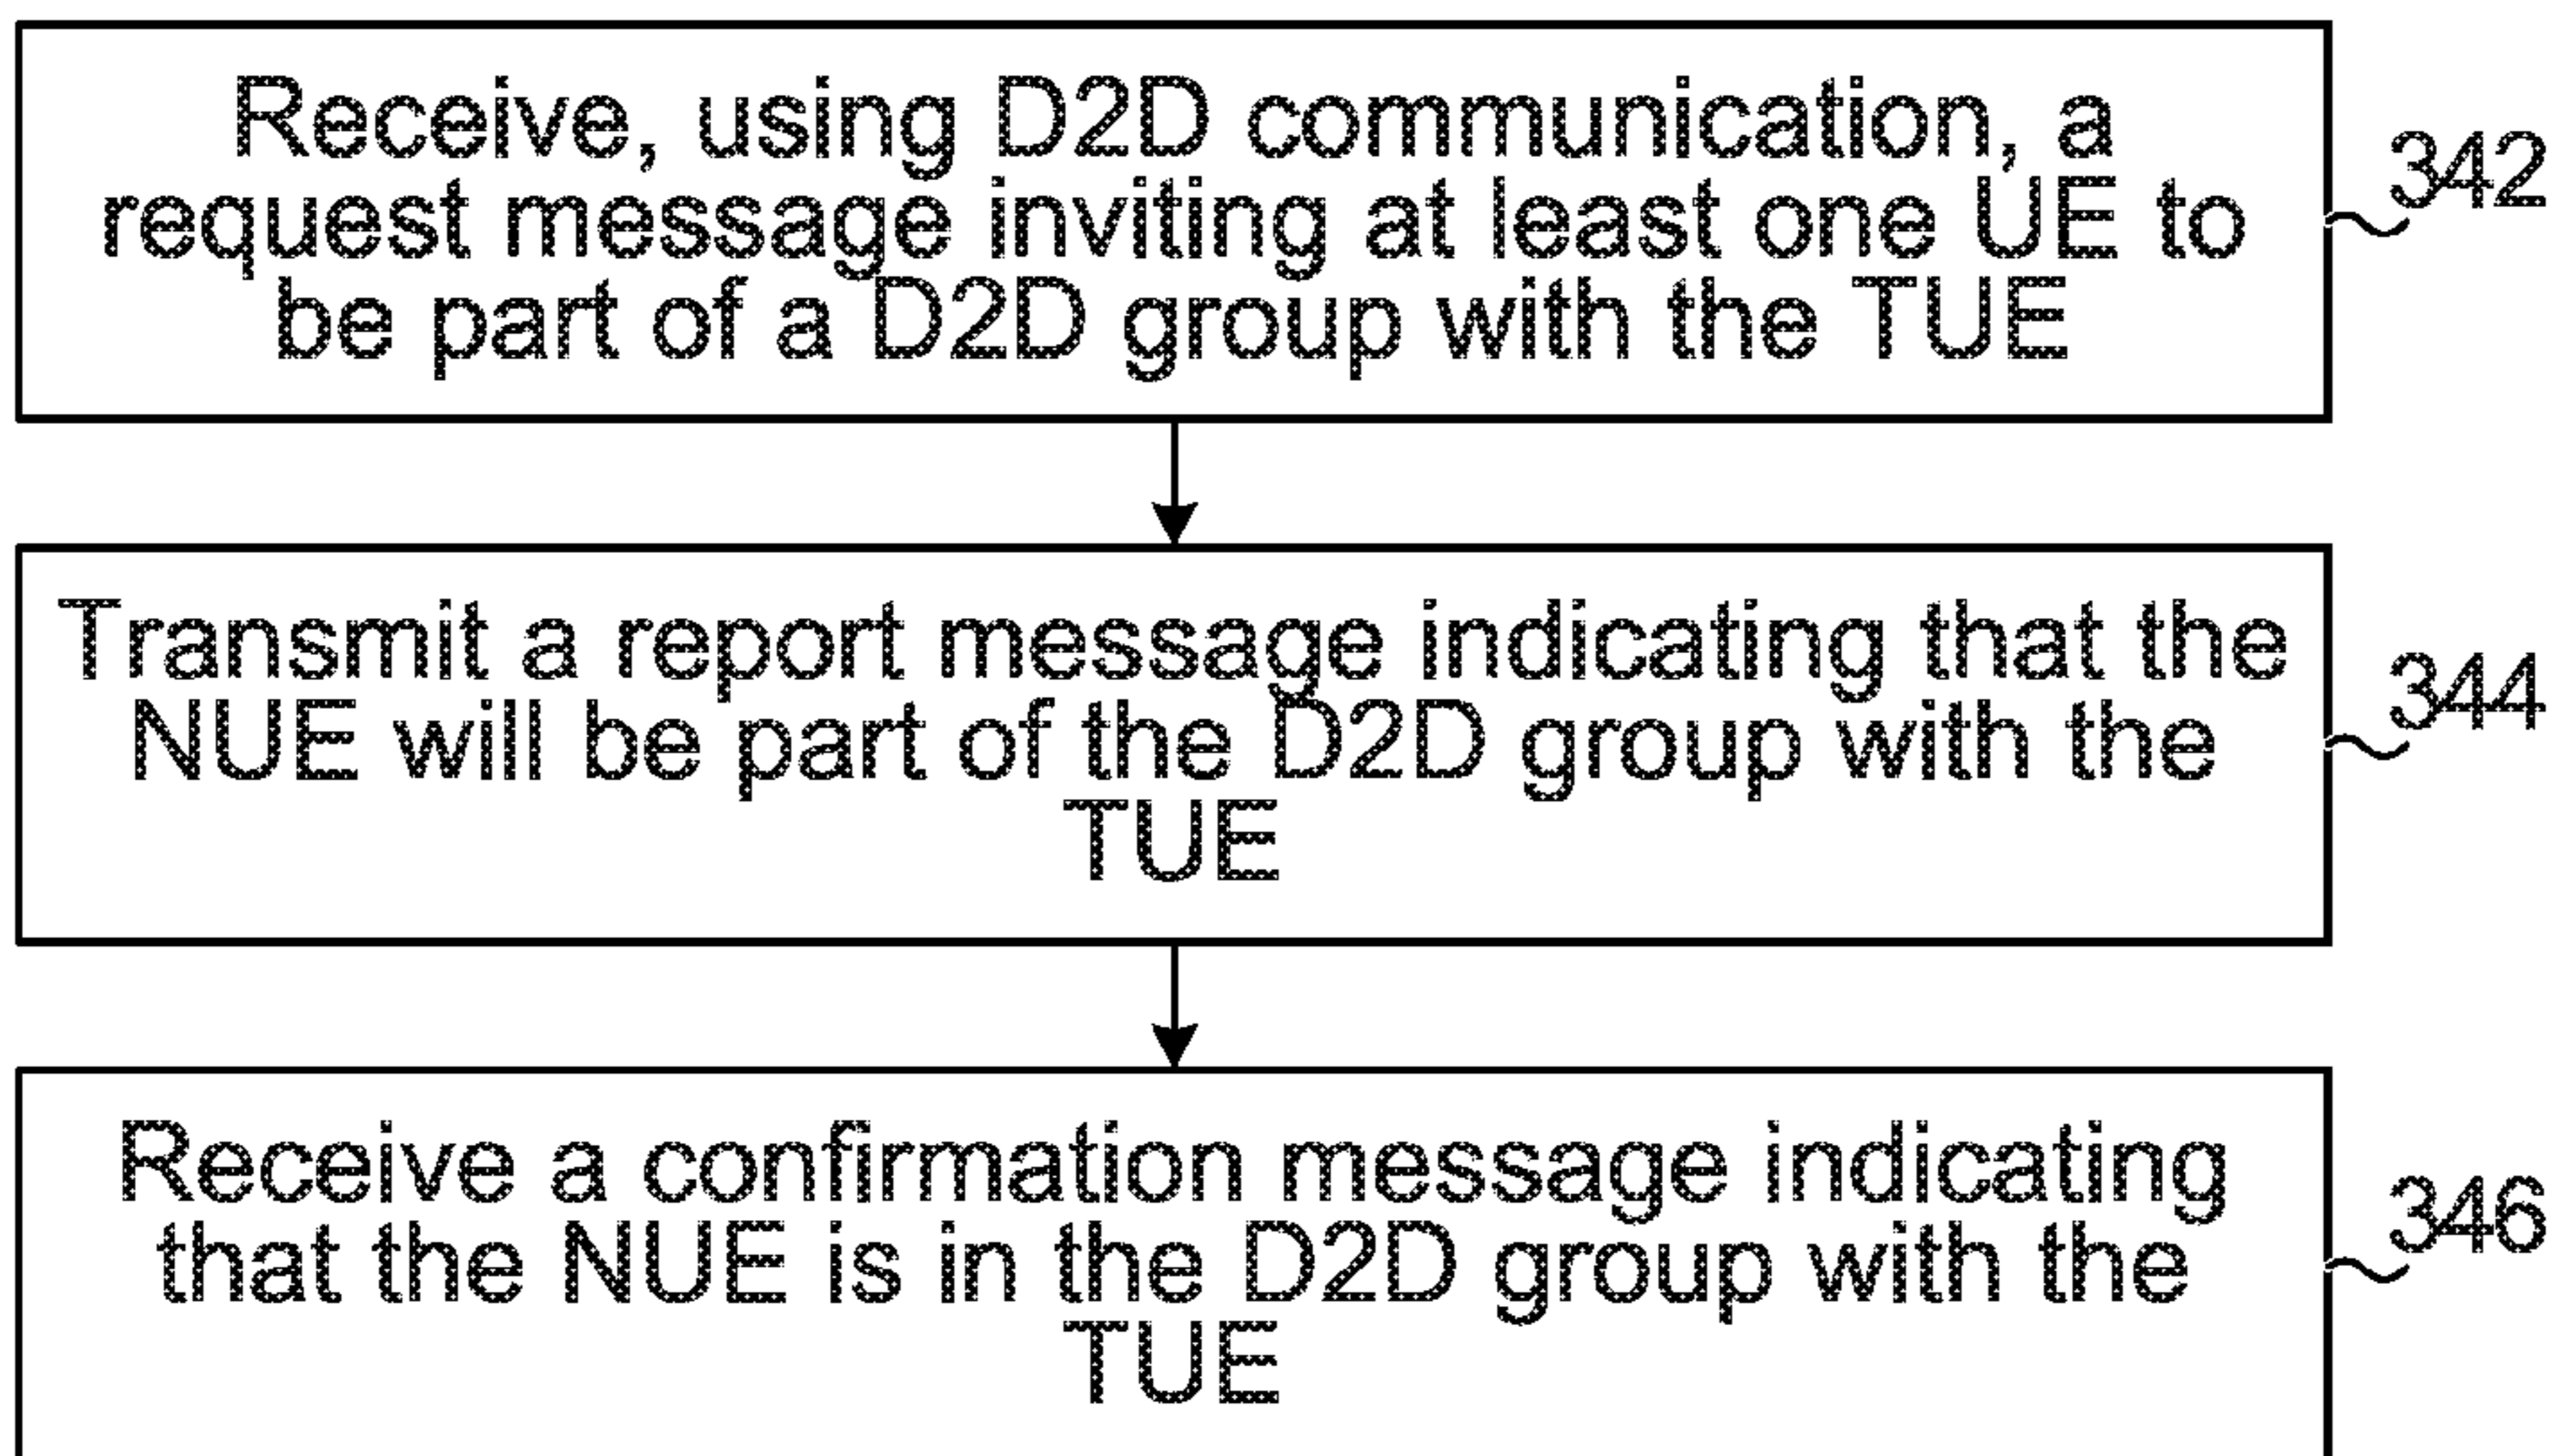 Receive, using D2D communication, a
request message inviting at least one UE to
be part of a D2D group with the TUE
342
Transmit a report message indicating that the
NUE will be part of the D2D group with the
TUE
344
Receive a confirmation message indicating
that the NUE is in the D2D group with the
TUE
346